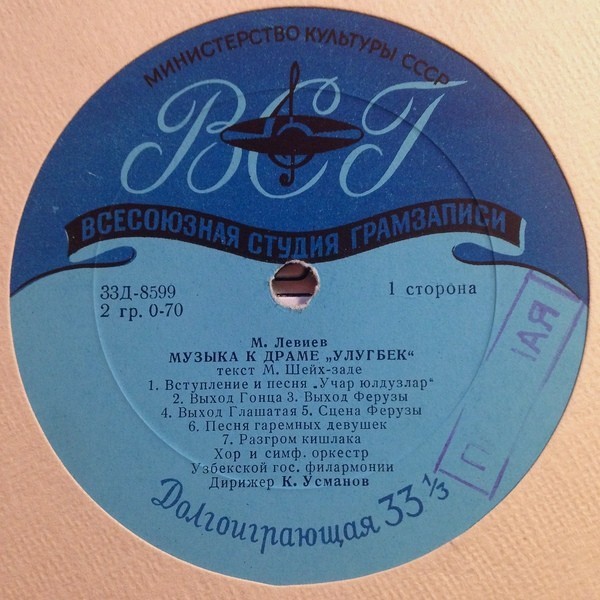 МИНИСТЕРСТВО КУЛЬТУРЫ СССР
ВСГ
ВСЕСОЮЗНАЯ СТУДИЯ ГРАМЗАПИСИ
33Д-8599
2 гр. 0-70
1 сторона
М. Левиев
МУЗЫКА К ДРАМЕ „УЛУГБЕК“
текст М. Шейх-заде
1. Вступление и песня „Учар юлдузлар“
2. Выход Гонца 3. Выход Ферузы
4. Выход Глашатая 5. Сцена Ферузы
6. Песня гаремных девушек
7. Разгром кишлака
Хор и симф. оркестр
Узбекской гос. филармонии
Дирижер К. Усманов
Долгоиграющая 33 1/3